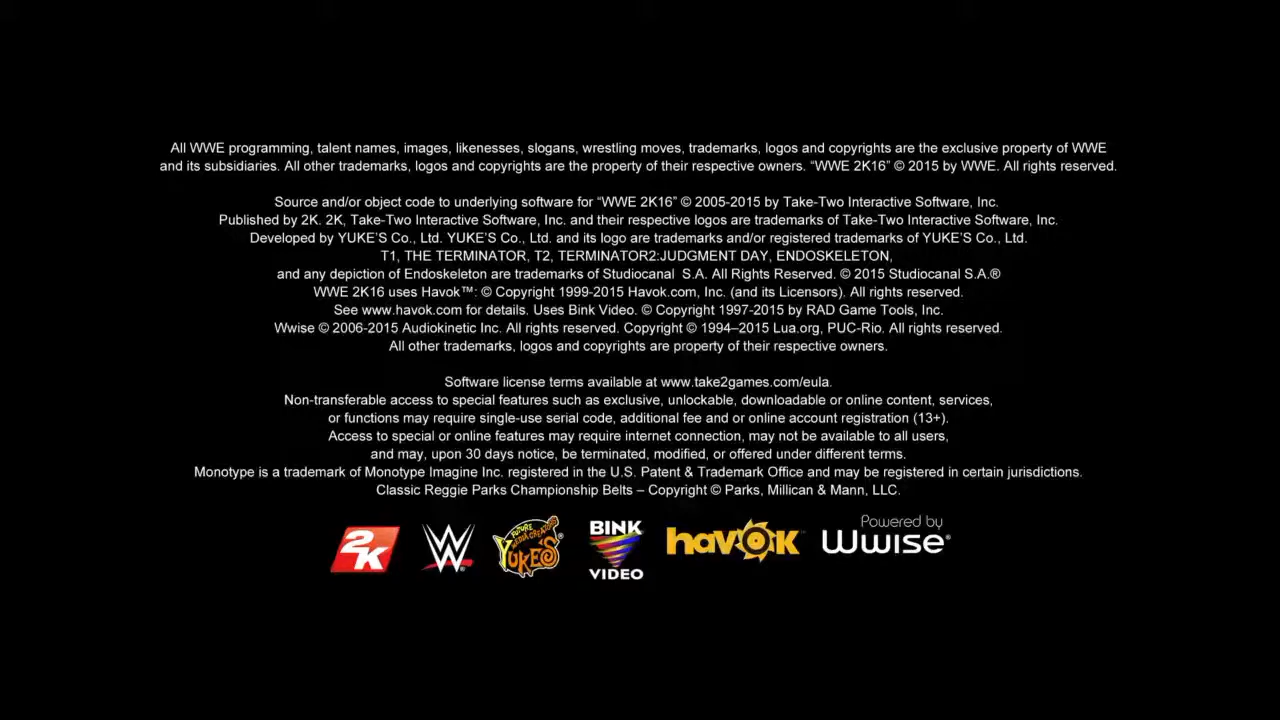 All WWE programming, talent names, images, likenesses, slogans, wrestling moves, trademarks, logos and copyrights are the exclusive property of WWE
and its subsidiaries. All other trademarks, logos and copyrights are the property of their respective owners. “WWE 2K16” © 2015 by WWE. All rights reserved.
Source and/or object code to underlying software for “WWE 2K16” © 2005-2015 by Take-Two Interactive Software, Inc.
Published by 2K. 2K, Take-Two Interactive Software, Inc. and their respective logos are trademarks of Take-Two Interactive Software, Inc.
Developed by YUKE’S Co., Ltd. YUKE’S Co., Ltd. and its logo are trademarks and/or registered trademarks of YUKE’S Co., Ltd.
T1, THE TERMINATOR, T2, TERMINATOR2:JUDGMENT DAY, ENDOSKELETON,
and any depiction of Endoskeleton are trademarks of Studiocanal S.A. All Rights Reserved. © 2015 Studiocanal S.A.®
WWE 2K16 uses Havok™: © Copyright 1999-2015 Havok.com, Inc. (and its Licensors). All rights reserved.
See www.havok.com for details. Uses Bink Video. © Copyright 1997-2015 by RAD Game Tools, Inc.
Wwise © 2006-2015 Audiokinetic Inc. All rights reserved. Copyright © 1994–2015 Lua.org, PUC-Rio. All rights reserved.
All other trademarks, logos and copyrights are property of their respective owners.
Software license terms available at www.take2games.com/eula.
Non-transferable access to special features such as exclusive, unlockable, downloadable or online content, services,
or functions may require single-use serial code, additional fee and or online account registration (13+).
Access to special or online features may require internet connection, may not be available to all users,
and may, upon 30 days notice, be terminated, modified, or offered under different terms.
Monotype is a trademark of Monotype Imagine Inc. registered in the U.S. Patent & Trademark Office and may be registered in certain jurisdictions.
Classic Reggie Parks Championship Belts – Copyright © Parks, Millican & Mann, LLC.
2K
W
FUTURE MEDIA CREATORS
YUKE'S
®
BINK
VIDEO
havok™
Powered by
Wwise®